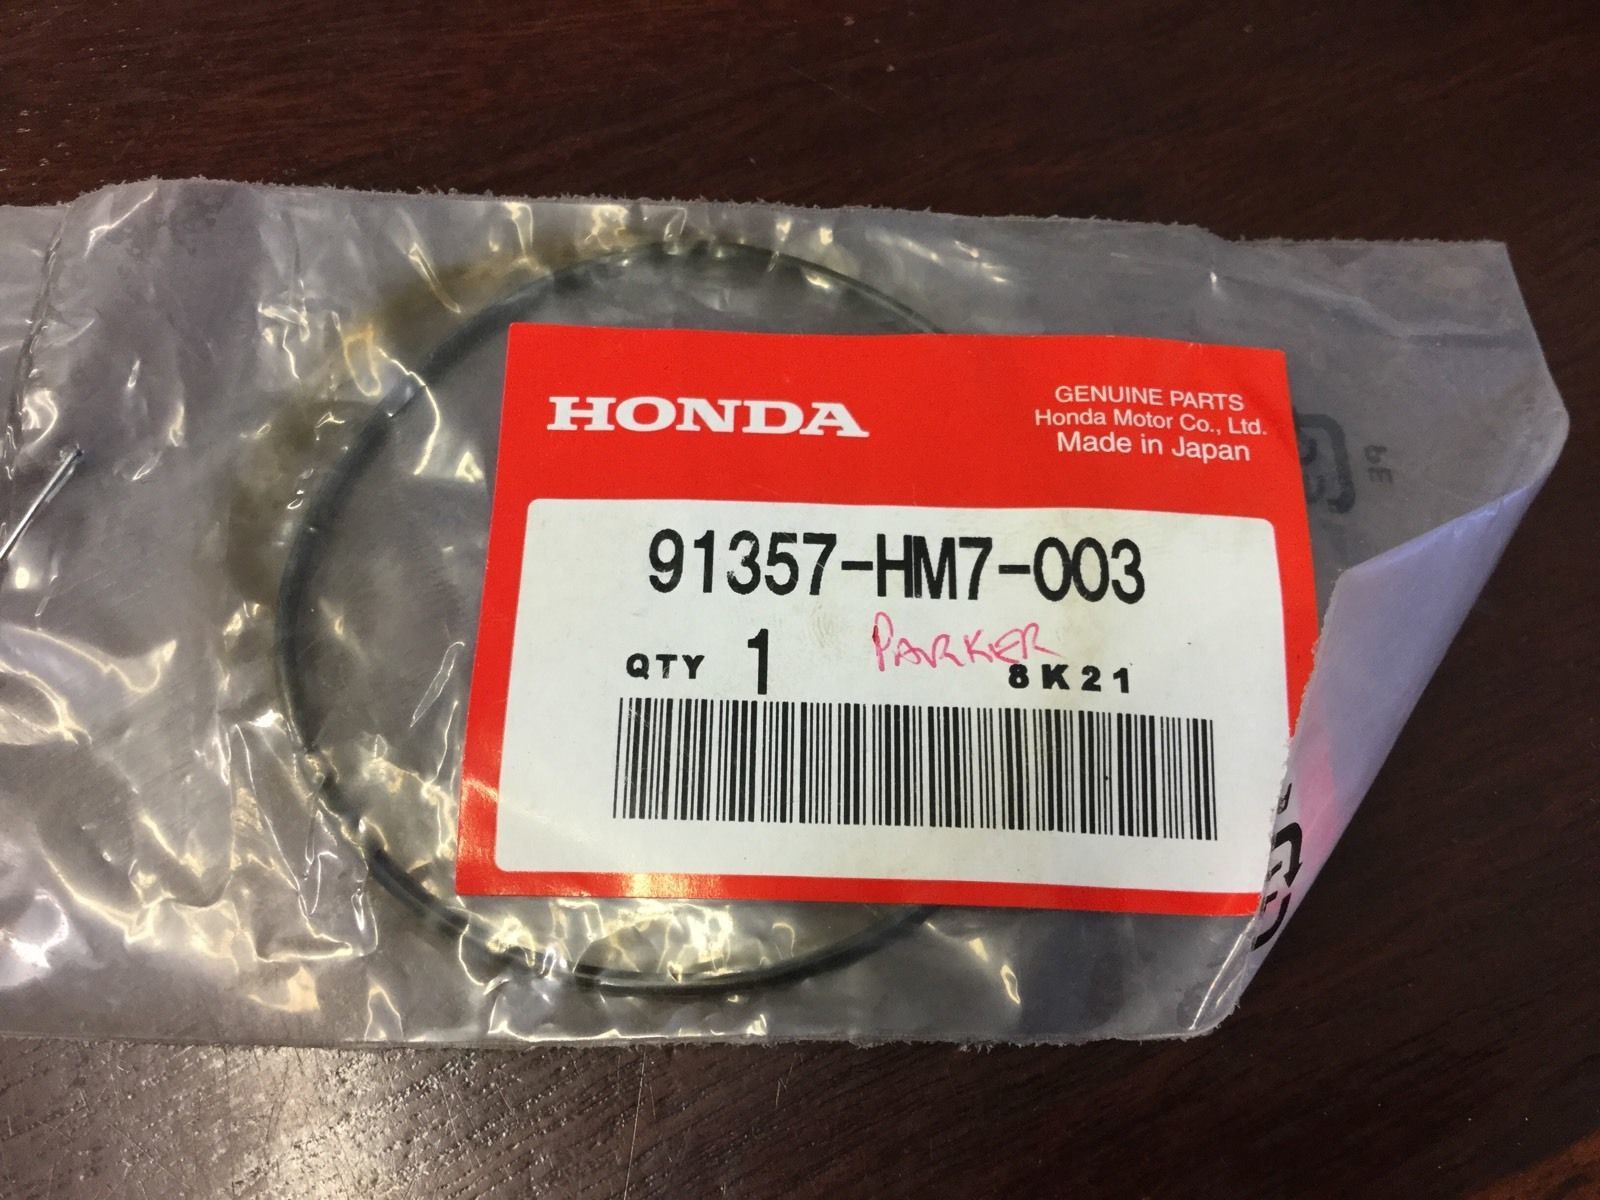 HONDA
GENUINE PARTS
Honda Motor Co., Ltd.
Made in Japan
91357-HM7-003
QTY 1 PARKER 8K21